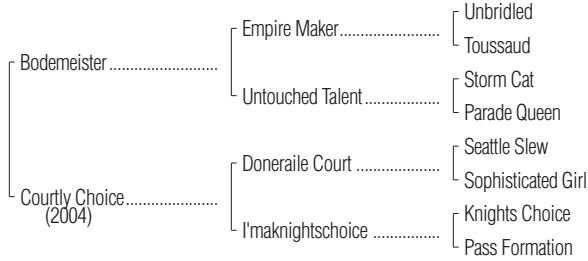 Unbridled
Empire Maker
Toussaud
Bodemeister
Storm Cat
Untouched Talent
Parade Queen
Seattle Slew
Doneraile Court
Sophisticated Girl
Courtly Choice
(2004)
Knights Choice
I'maknightschoice
Pass Formation